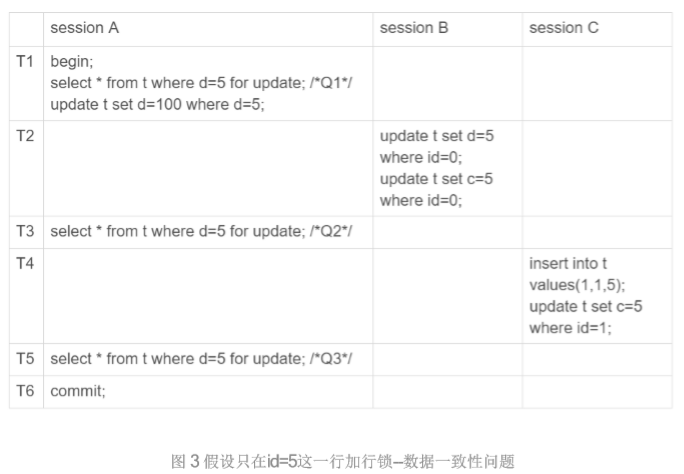 session A session B session C
T1 begin;
select * from t where d=5 for update; /*Q1*/
update t set d=100 where d=5;
T2 update t set d=5
where id=0;
update t set c=5
where id=0;
T3 select * from t where d=5 for update; /*Q2*/
T4 insert into t
values(1,1,5);
update t set c=5
where id=1;
T5 select * from t where d=5 for update; /*Q3*/
T6 commit;
图 3 假设只在id=5这一行加行锁--数据一致性问题